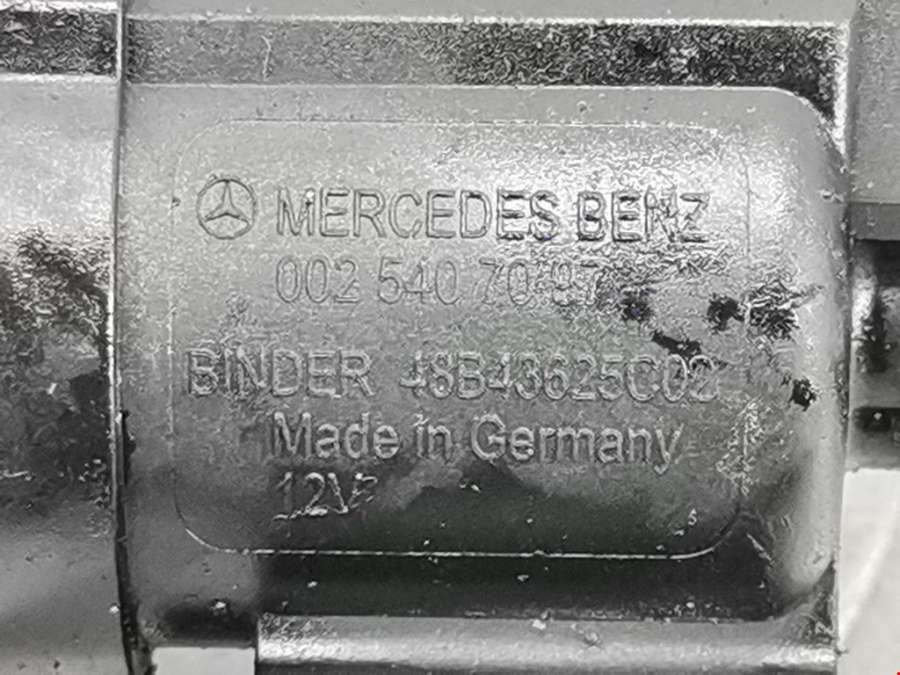 MERCEDES BENZ
002 540 70 97
BINDER 48B43625C02
Made in Germany
12V